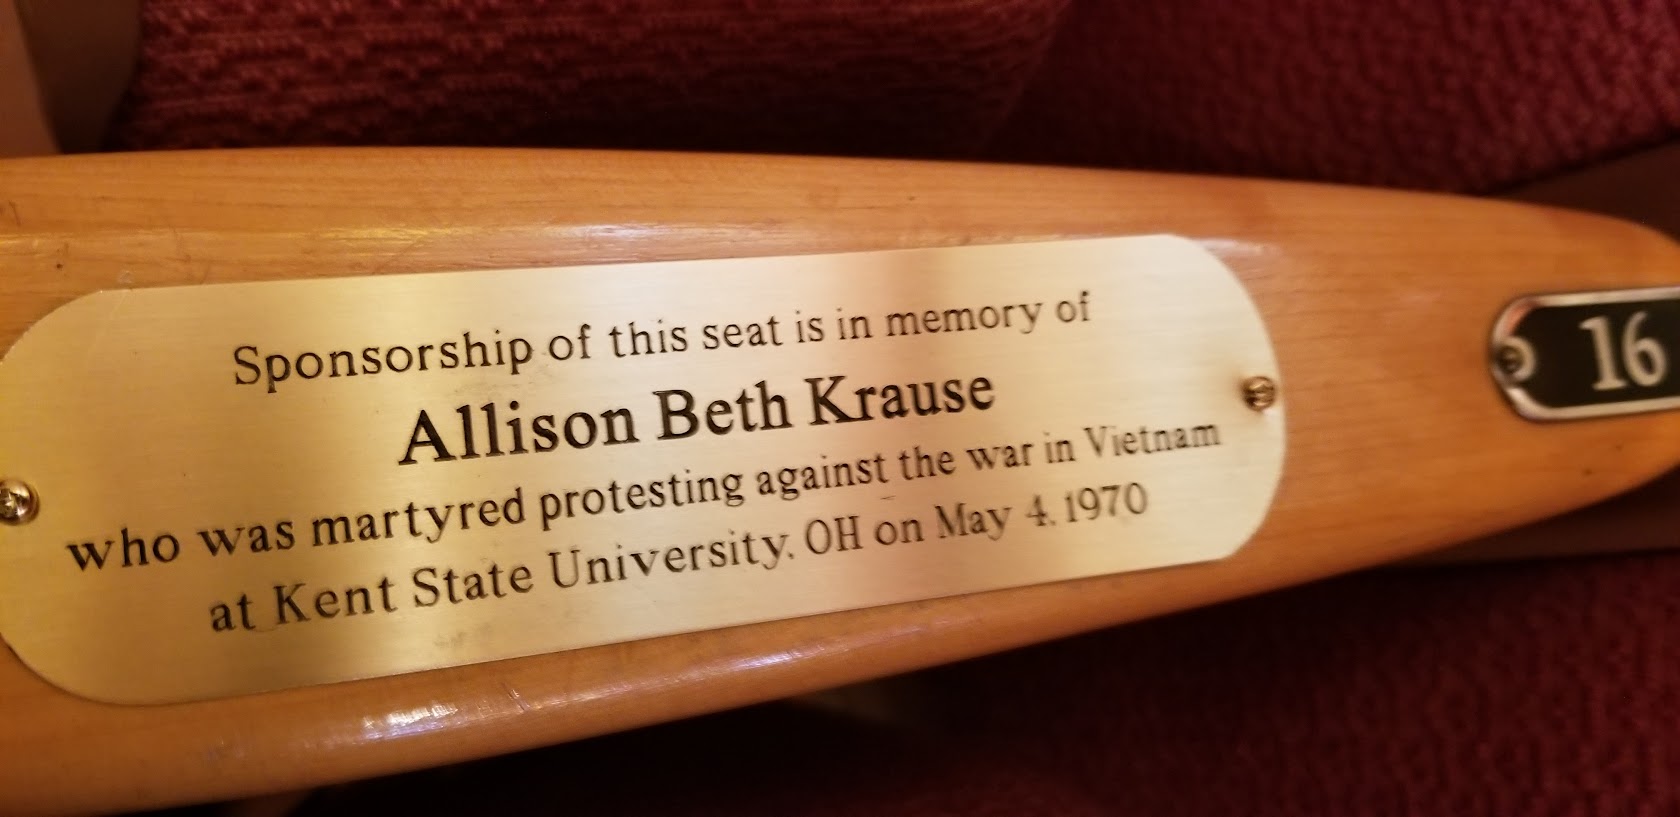 Sponsorship of this seat is in memory of
Allison Beth Krause
who was martyred protesting against the war in Vietnam
at Kent State University, OH on May 4, 1970
16